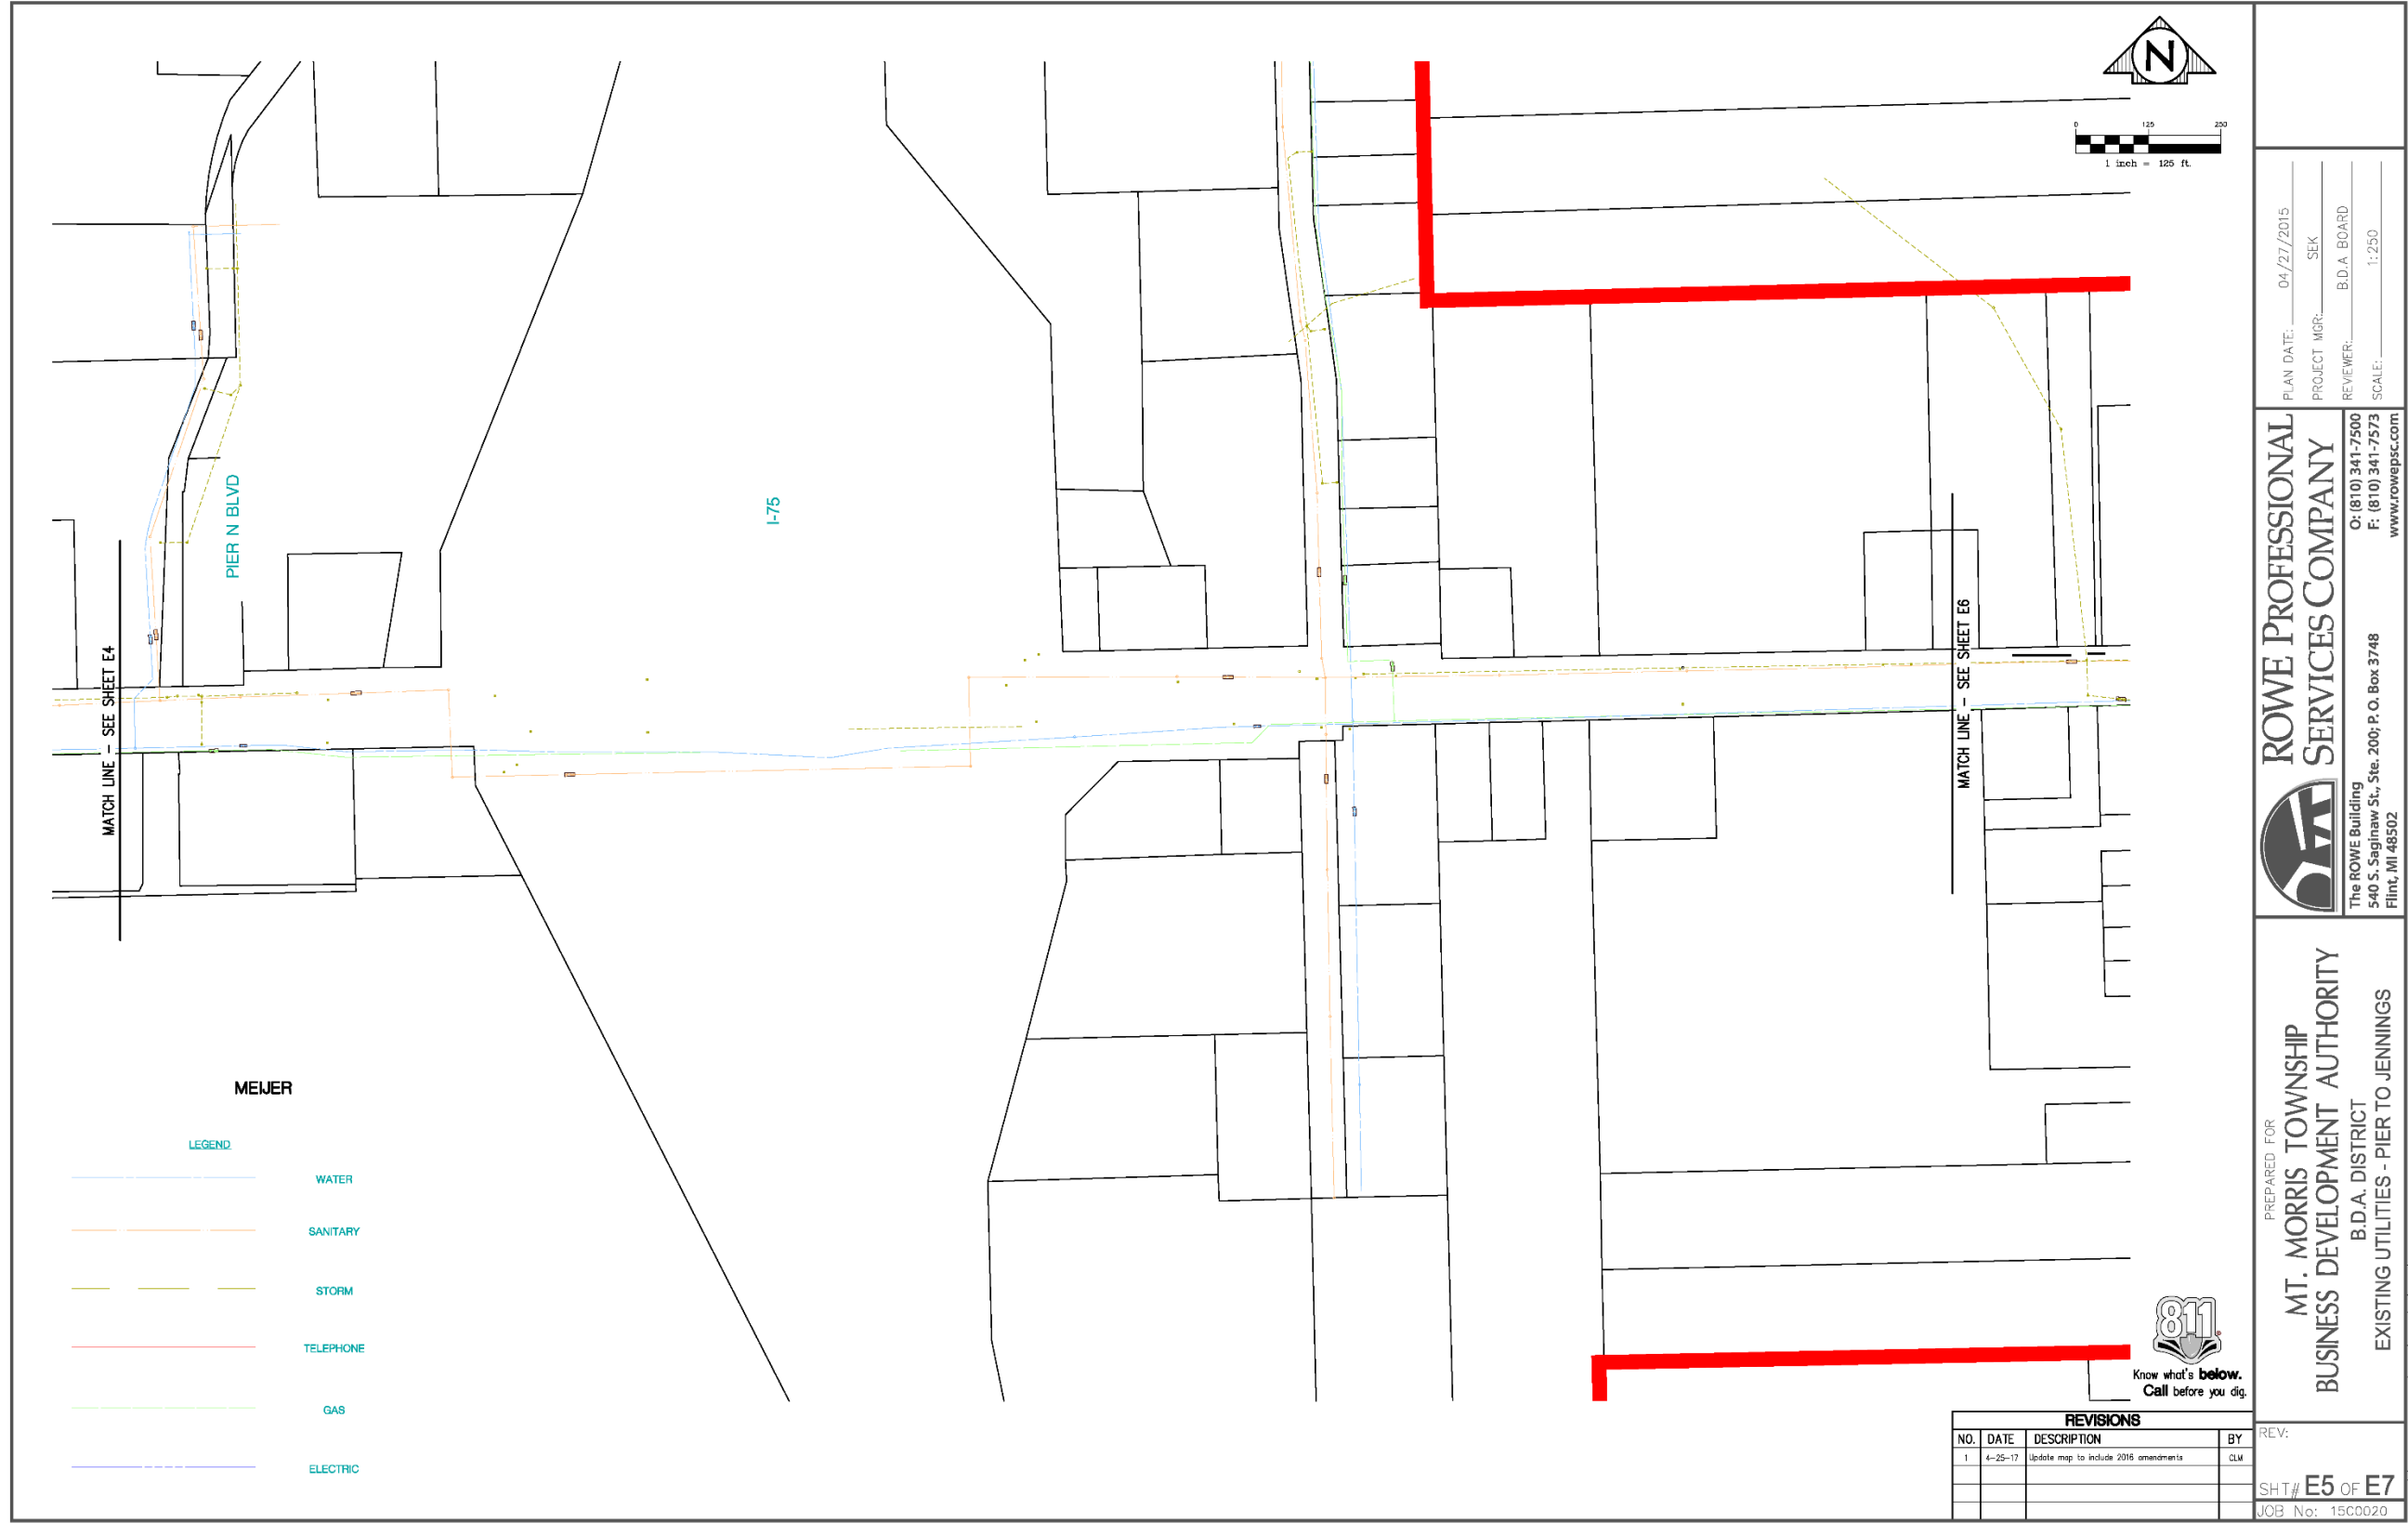 N
0 125 250
1 inch = 125 ft.
PIER N BLVD
I-75
MATCH LINE - SEE SHEET E4
MATCH LINE - SEE SHEET E6
MEIJER
LEGEND
WATER
SANITARY
STORM
TELEPHONE
GAS
ELECTRIC
811
Know what's below.
Call before you dig.
REVISIONS
NO. DATE DESCRIPTION BY
1 4-25-17 Update map to include 2016 amendments CLM
PLAN DATE: 04/27/2015
PROJECT MGR: SEK
REVIEWER: B.D.A BOARD
SCALE: 1:250
ROWE PROFESSIONAL
SERVICES COMPANY
The ROWE Building
540 S. Saginaw St., Ste. 200; P. O. Box 3748
Flint, MI 48502
O: (810) 341-7500
F: (810) 341-7573
www.rowepsc.com
PREPARED FOR
MT. MORRIS TOWNSHIP
BUSINESS DEVELOPMENT AUTHORITY
B.D.A. DISTRICT
EXISTING UTILITIES - PIER TO JENNINGS
REV:
SHT# E5 OF E7
JOB No: 15C0020